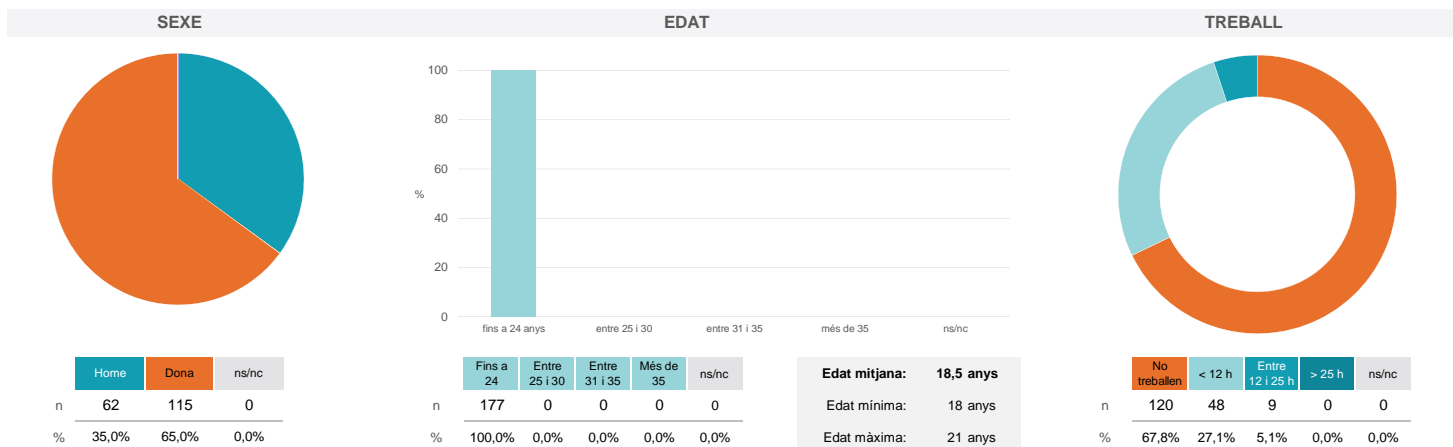 SEXE
EDAT
TREBALL
100
80
60
%
40
20
0
fins a 24 anys entre 25 i 30 entre 31 i 35 més de 35 ns/nc
Home Dona ns/nc
n 62 115 0
% 35,0% 65,0% 0,0%
Fins a 24 Entre 25 i 30 Entre 31 i 35 Més de 35 ns/nc
n 177 0 0 0 0
% 100,0% 0,0% 0,0% 0,0% 0,0%
Edat mitjana: 18,5 anys
Edat mínima: 18 anys
Edat màxima: 21 anys
No treballen < 12 h Entre 12 i 25 h > 25 h ns/nc
n 120 48 9 0 0
% 67,8% 27,1% 5,1% 0,0% 0,0%